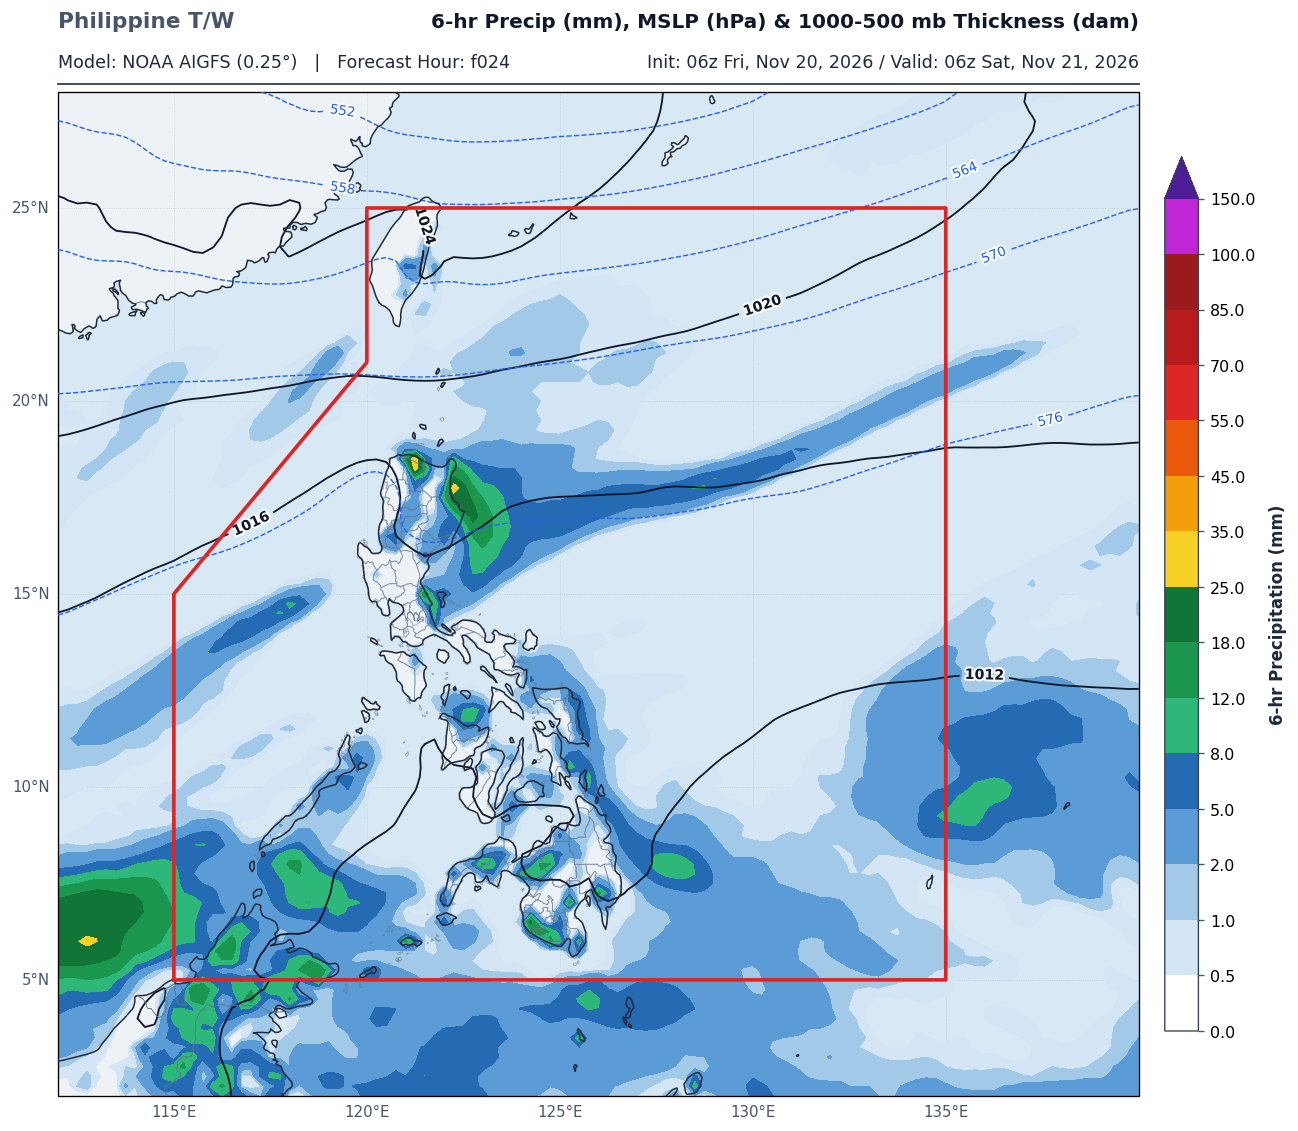 Philippine T/W
6-hr Precip (mm), MSLP (hPa) & 1000-500 mb Thickness (dam)
Model: NOAA AIGFS (0.25°) | Forecast Hour: f024
Init: 06z Fri, Nov 20, 2026 / Valid: 06z Sat, Nov 21, 2026
552
558
564
570
576
1024
1020
1016
1012
25°N
20°N
15°N
10°N
5°N
115°E
120°E
125°E
130°E
135°E
150.0
100.0
85.0
70.0
55.0
45.0
35.0
25.0
18.0
12.0
8.0
5.0
2.0
1.0
0.5
0.0
6-hr Precipitation (mm)